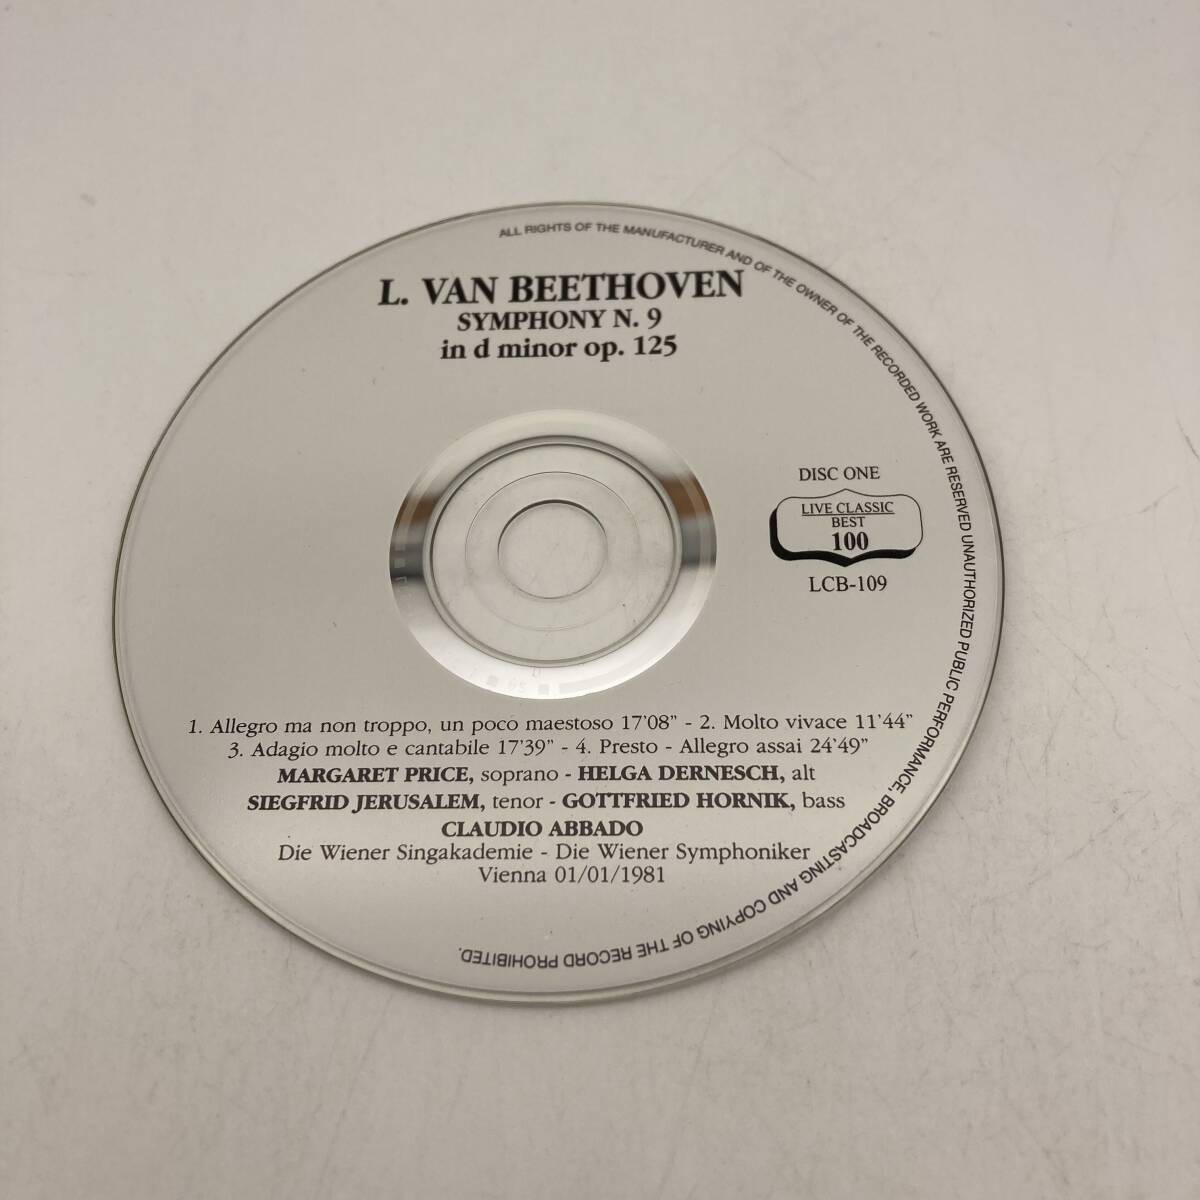 ALL RIGHTS OF THE MANUFACTURER AND OF THE OWNER OF THE RECORDED WORK ARE RESERVED UNAUTHORIZED PUBLIC PERFORMANCE, BROADCASTING AND COPYING OF THE RECORD PROHIBITED.
L. VAN BEETHOVEN
SYMPHONY N. 9
in d minor op. 125
DISC ONE
LIVE CLASSIC
BEST
100
LCB-109
1. Allegro ma non troppo, un poco maestoso 17'08" - 2. Molto vivace 11'44"
3. Adagio molto e cantabile 17'39" - 4. Presto - Allegro assai 24'49"
MARGARET PRICE, soprano - HELGA DERNESCH, alt
SIEGFRID JERUSALEM, tenor - GOTTFRIED HORNIK, bass
CLAUDIO ABBADO
Die Wiener Singakademie - Die Wiener Symphoniker
Vienna 01/01/1981